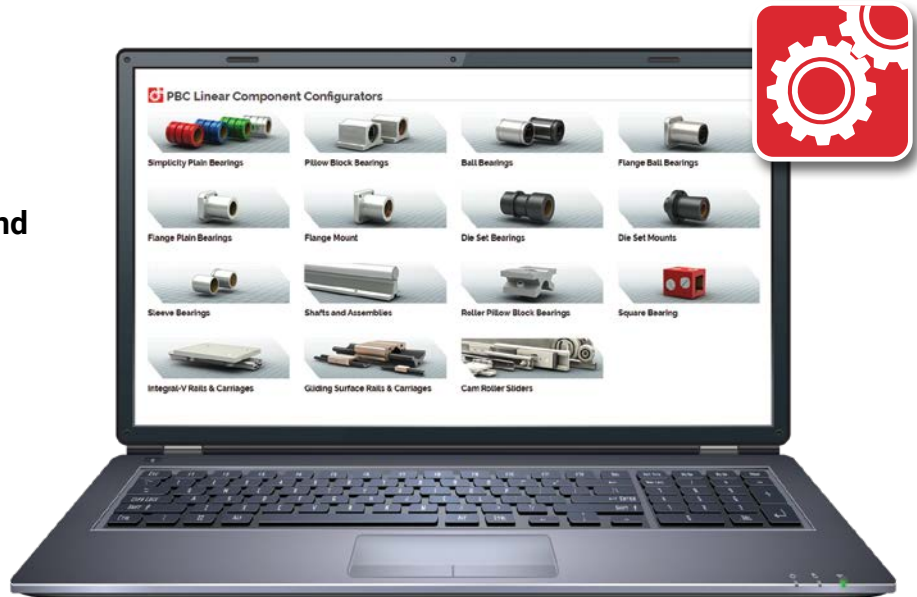 nd
PBC Linear Component Configurators
Simplicity Plain Bearings
Pillow Block Bearings
Ball Bearings
Flange Ball Bearings
Flange Plain Bearings
Flange Mount
Die Set Bearings
Die Set Mounts
Sleeve Bearings
Shafts and Assemblies
Roller Pillow Block Bearings
Square Bearing
Integral-V Rails & Carriages
Gliding Surface Rails & Carriages
Cam Roller Sliders